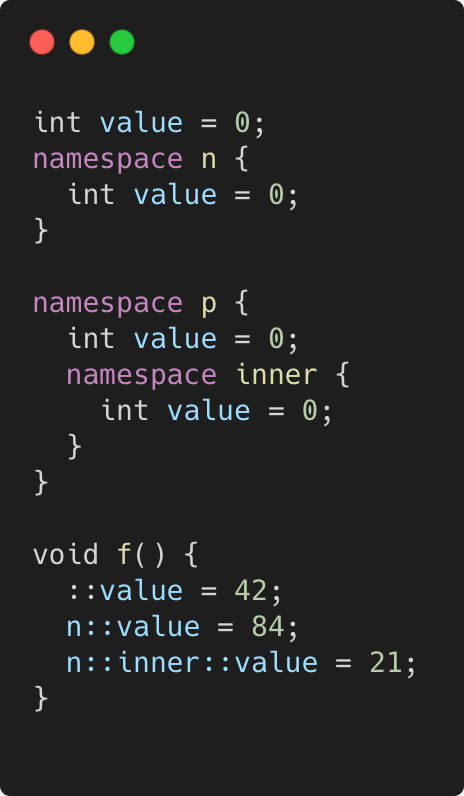 int value = 0;
namespace n {
  int value = 0;
}

namespace p {
  int value = 0;
  namespace inner {
    int value = 0;
  }
}

void f() {
  ::value = 42;
  n::value = 84;
  n::inner::value = 21;
}